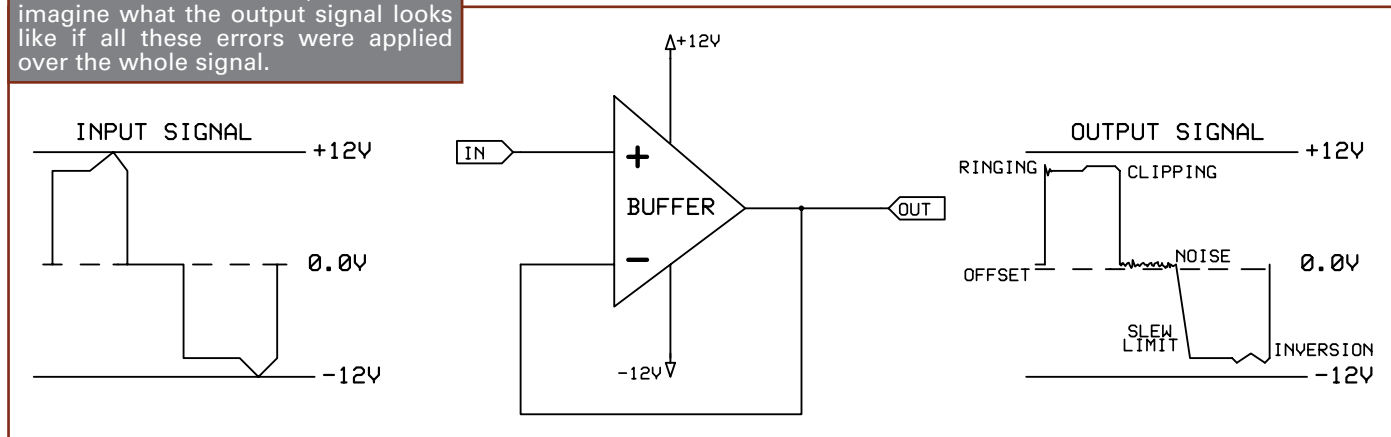 imagine what the output signal looks
like if all these errors were applied
over the whole signal.
INPUT SIGNAL
+12V
0.0V
-12V
IN
+12V
+
BUFFER
-
-12V
OUT
OUTPUT SIGNAL
+12V
RINGING
CLIPPING
NOISE
0.0V
OFFSET
SLEW
LIMIT
INVERSION
-12V